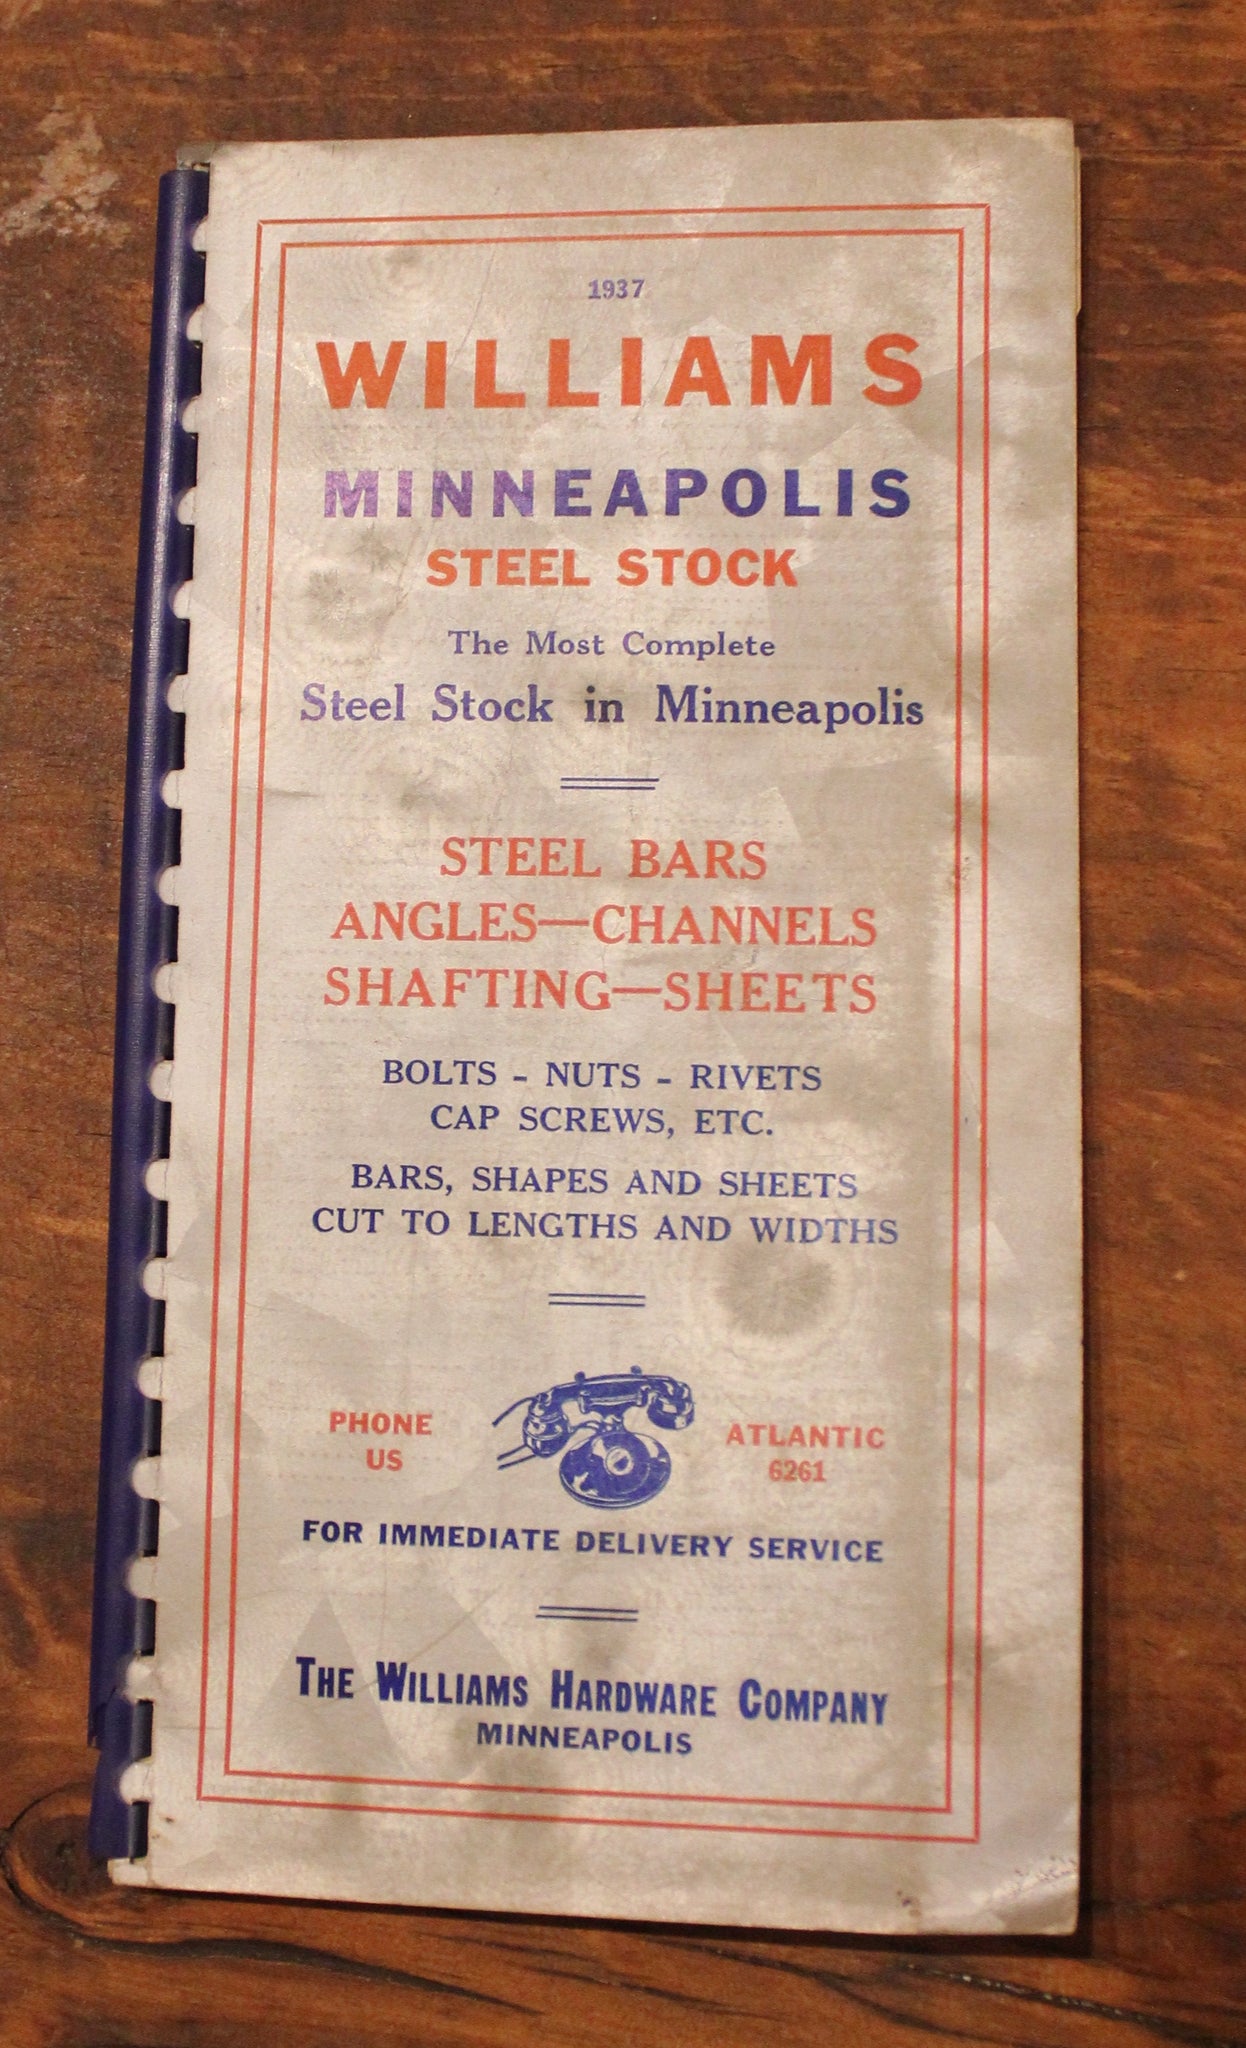 1937
WILLIAMS
MINNEAPOLIS
STEEL STOCK
The Most Complete
Steel Stock in Minneapolis
STEEL BARS
ANGLES—CHANNELS
SHAFTING—SHEETS
BOLTS - NUTS - RIVETS
CAP SCREWS, ETC.
BARS, SHAPES AND SHEETS
CUT TO LENGTHS AND WIDTHS
PHONE
US
ATLANTIC
6261
FOR IMMEDIATE DELIVERY SERVICE
THE WILLIAMS HARDWARE COMPANY
MINNEAPOLIS